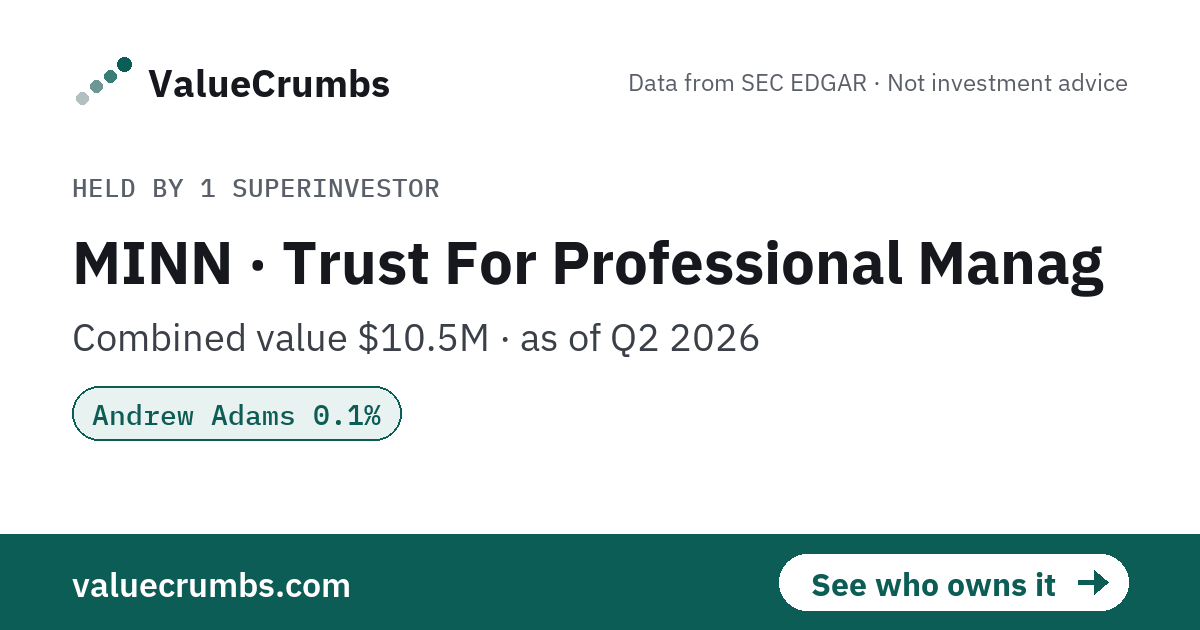 ValueCrumbs
Data from SEC EDGAR · Not investment advice
HELD BY 1 SUPERINVESTOR
MINN · Trust For Professional Manag
Combined value $10.5M · as of Q2 2026
Andrew Adams 0.1%
valuecrumbs.com
See who owns it →